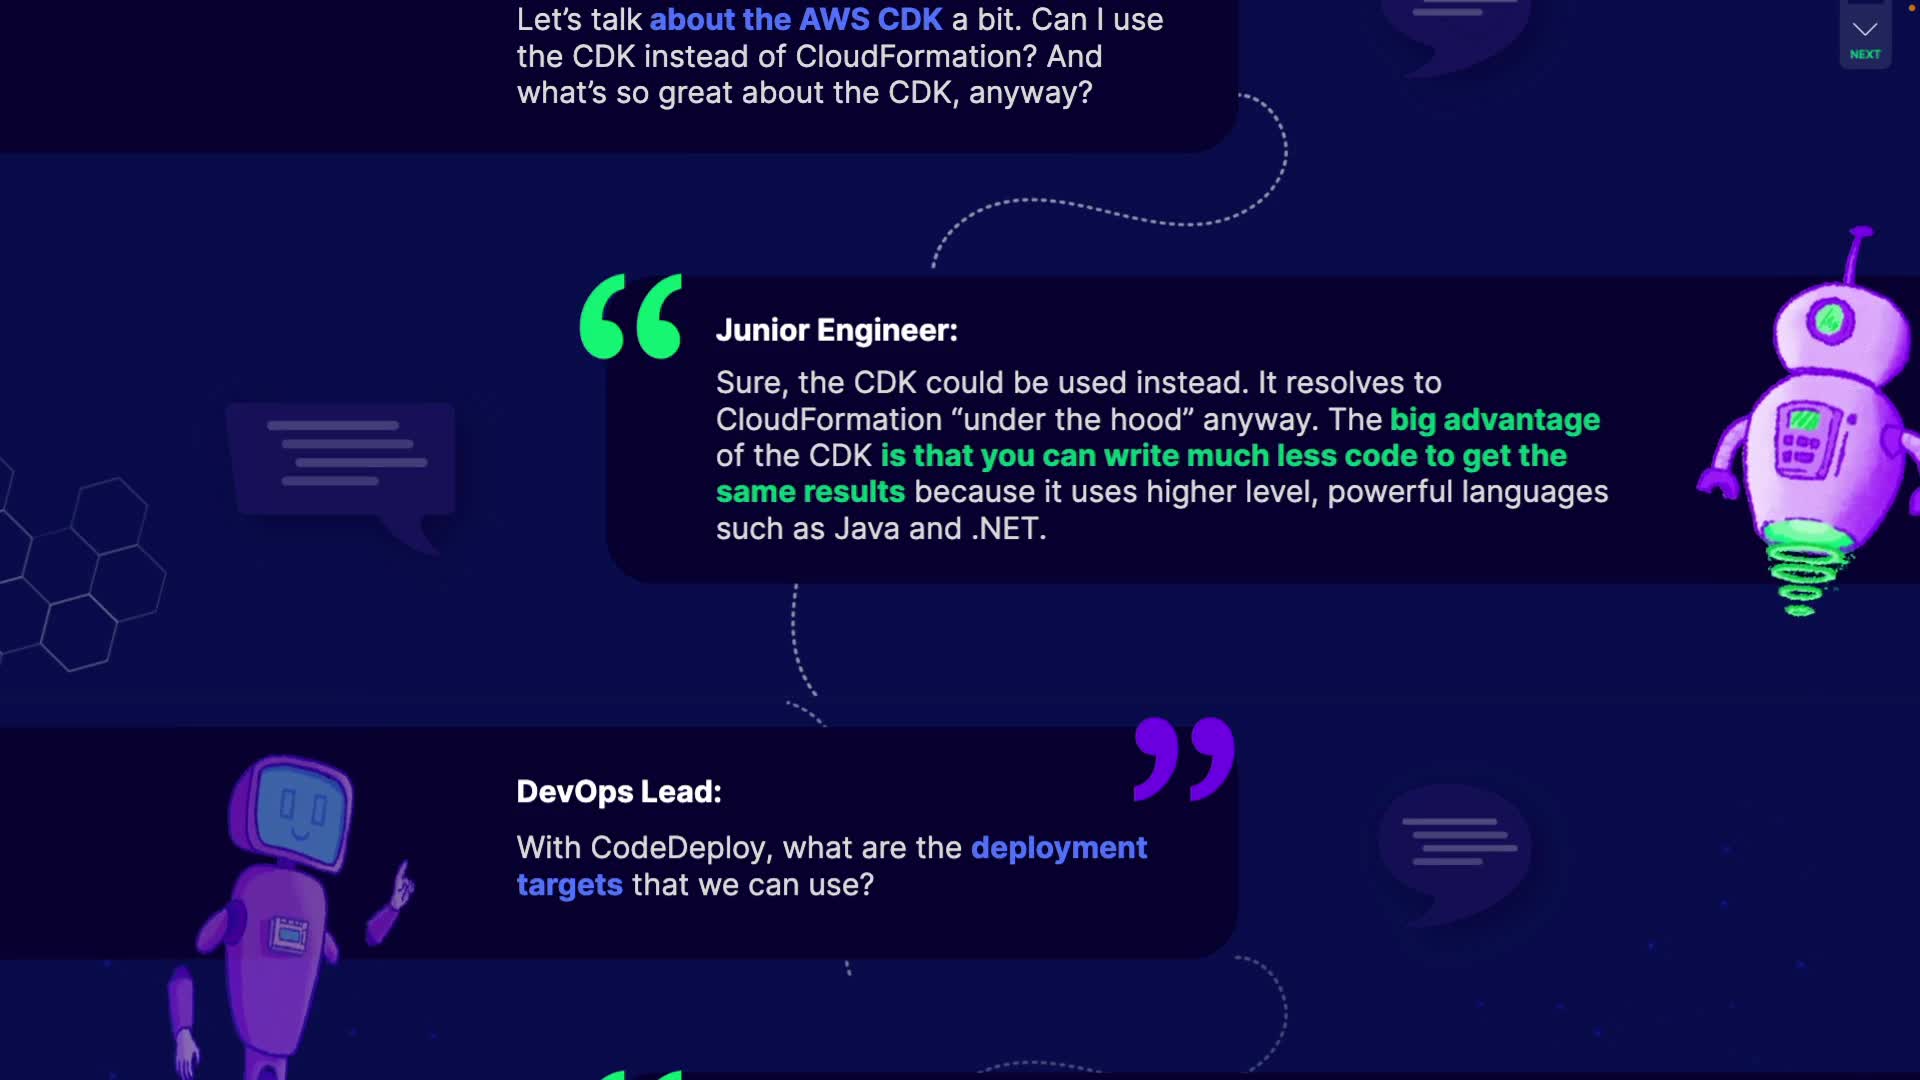 Let’s talk about the AWS CDK a bit. Can I use
the CDK instead of CloudFormation? And
what’s so great about the CDK, anyway?
NEXT
Junior Engineer:
Sure, the CDK could be used instead. It resolves to
CloudFormation “under the hood” anyway. The big advantage
of the CDK is that you can write much less code to get the
same results because it uses higher level, powerful languages
such as Java and .NET.
DevOps Lead:
With CodeDeploy, what are the deployment
targets that we can use?